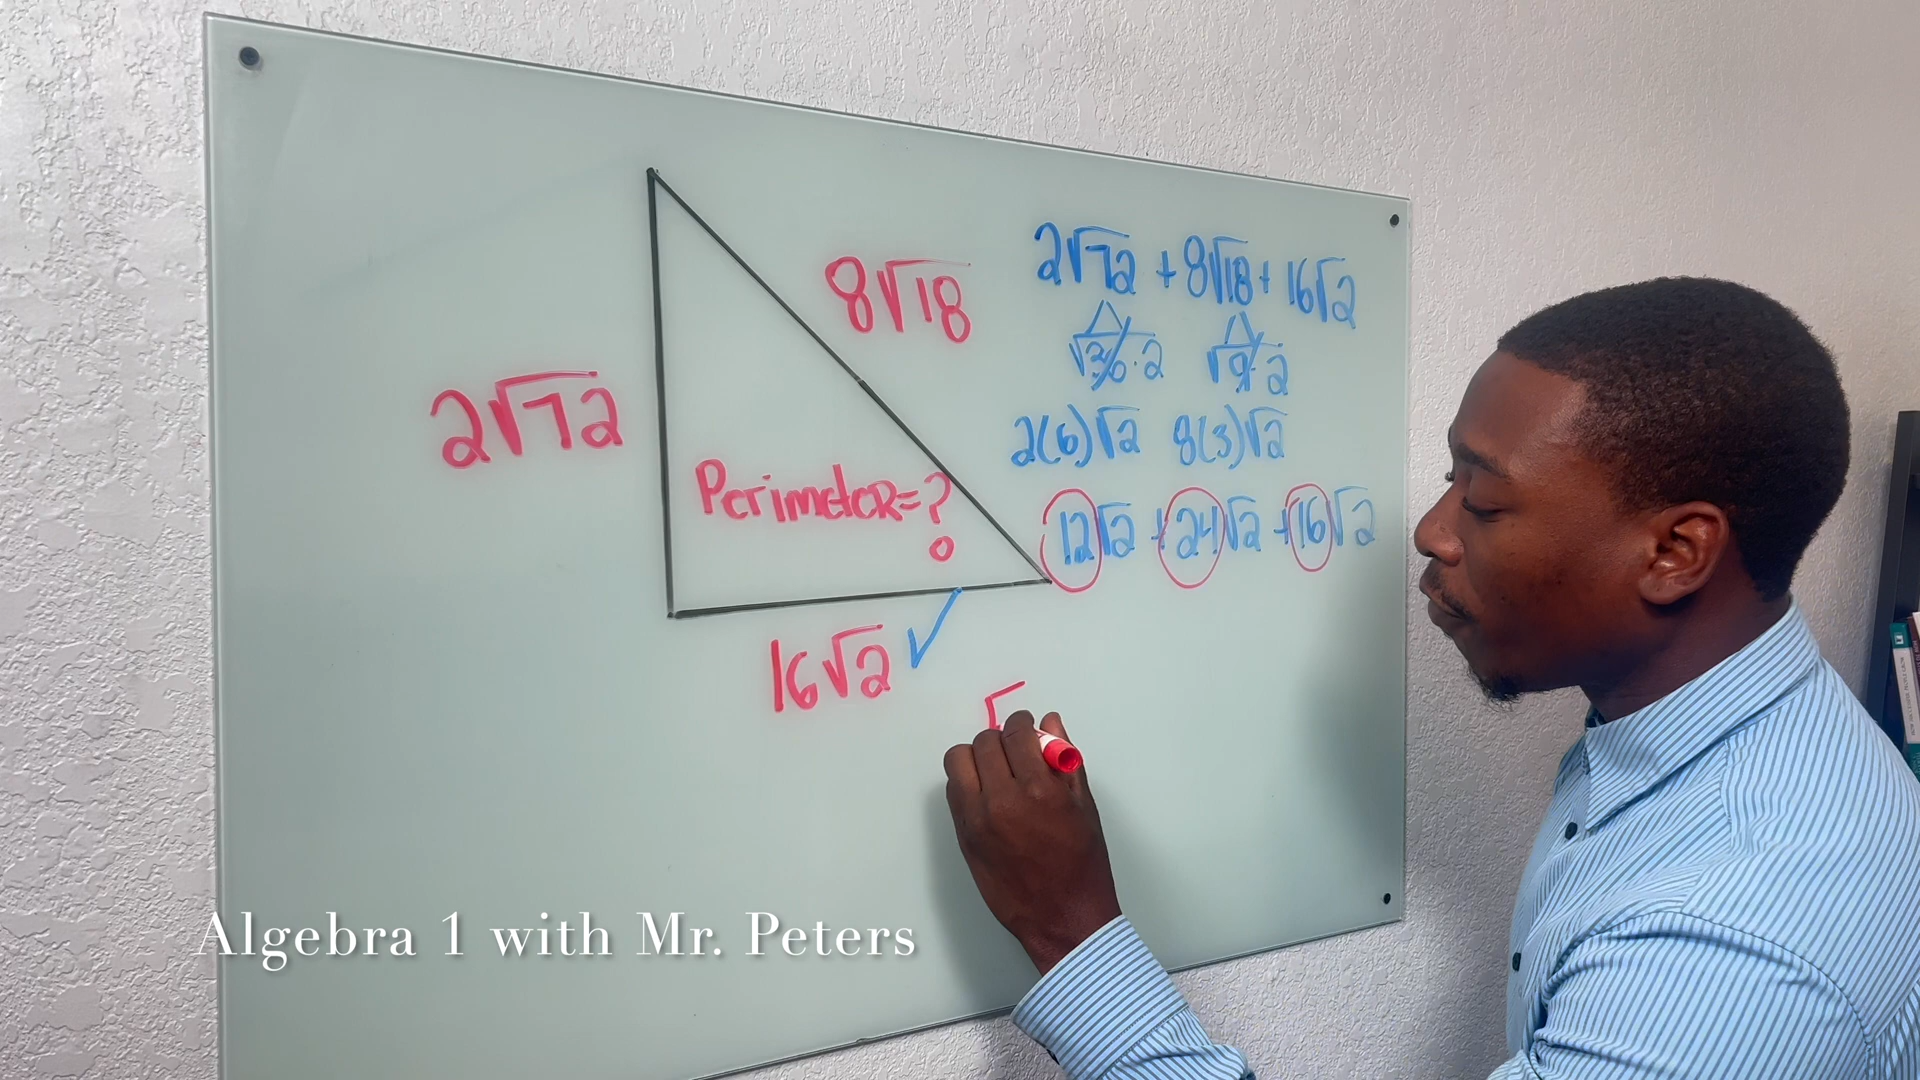 8√18
2√72
Perimeter=?
16√2 ✓
2√72 + 8√18 + 16√2
√36·2 √9·2
2(6)√2 8(3)√2
12√2 + 24√2 + 16√2
√
Algebra 1 with Mr. Peters